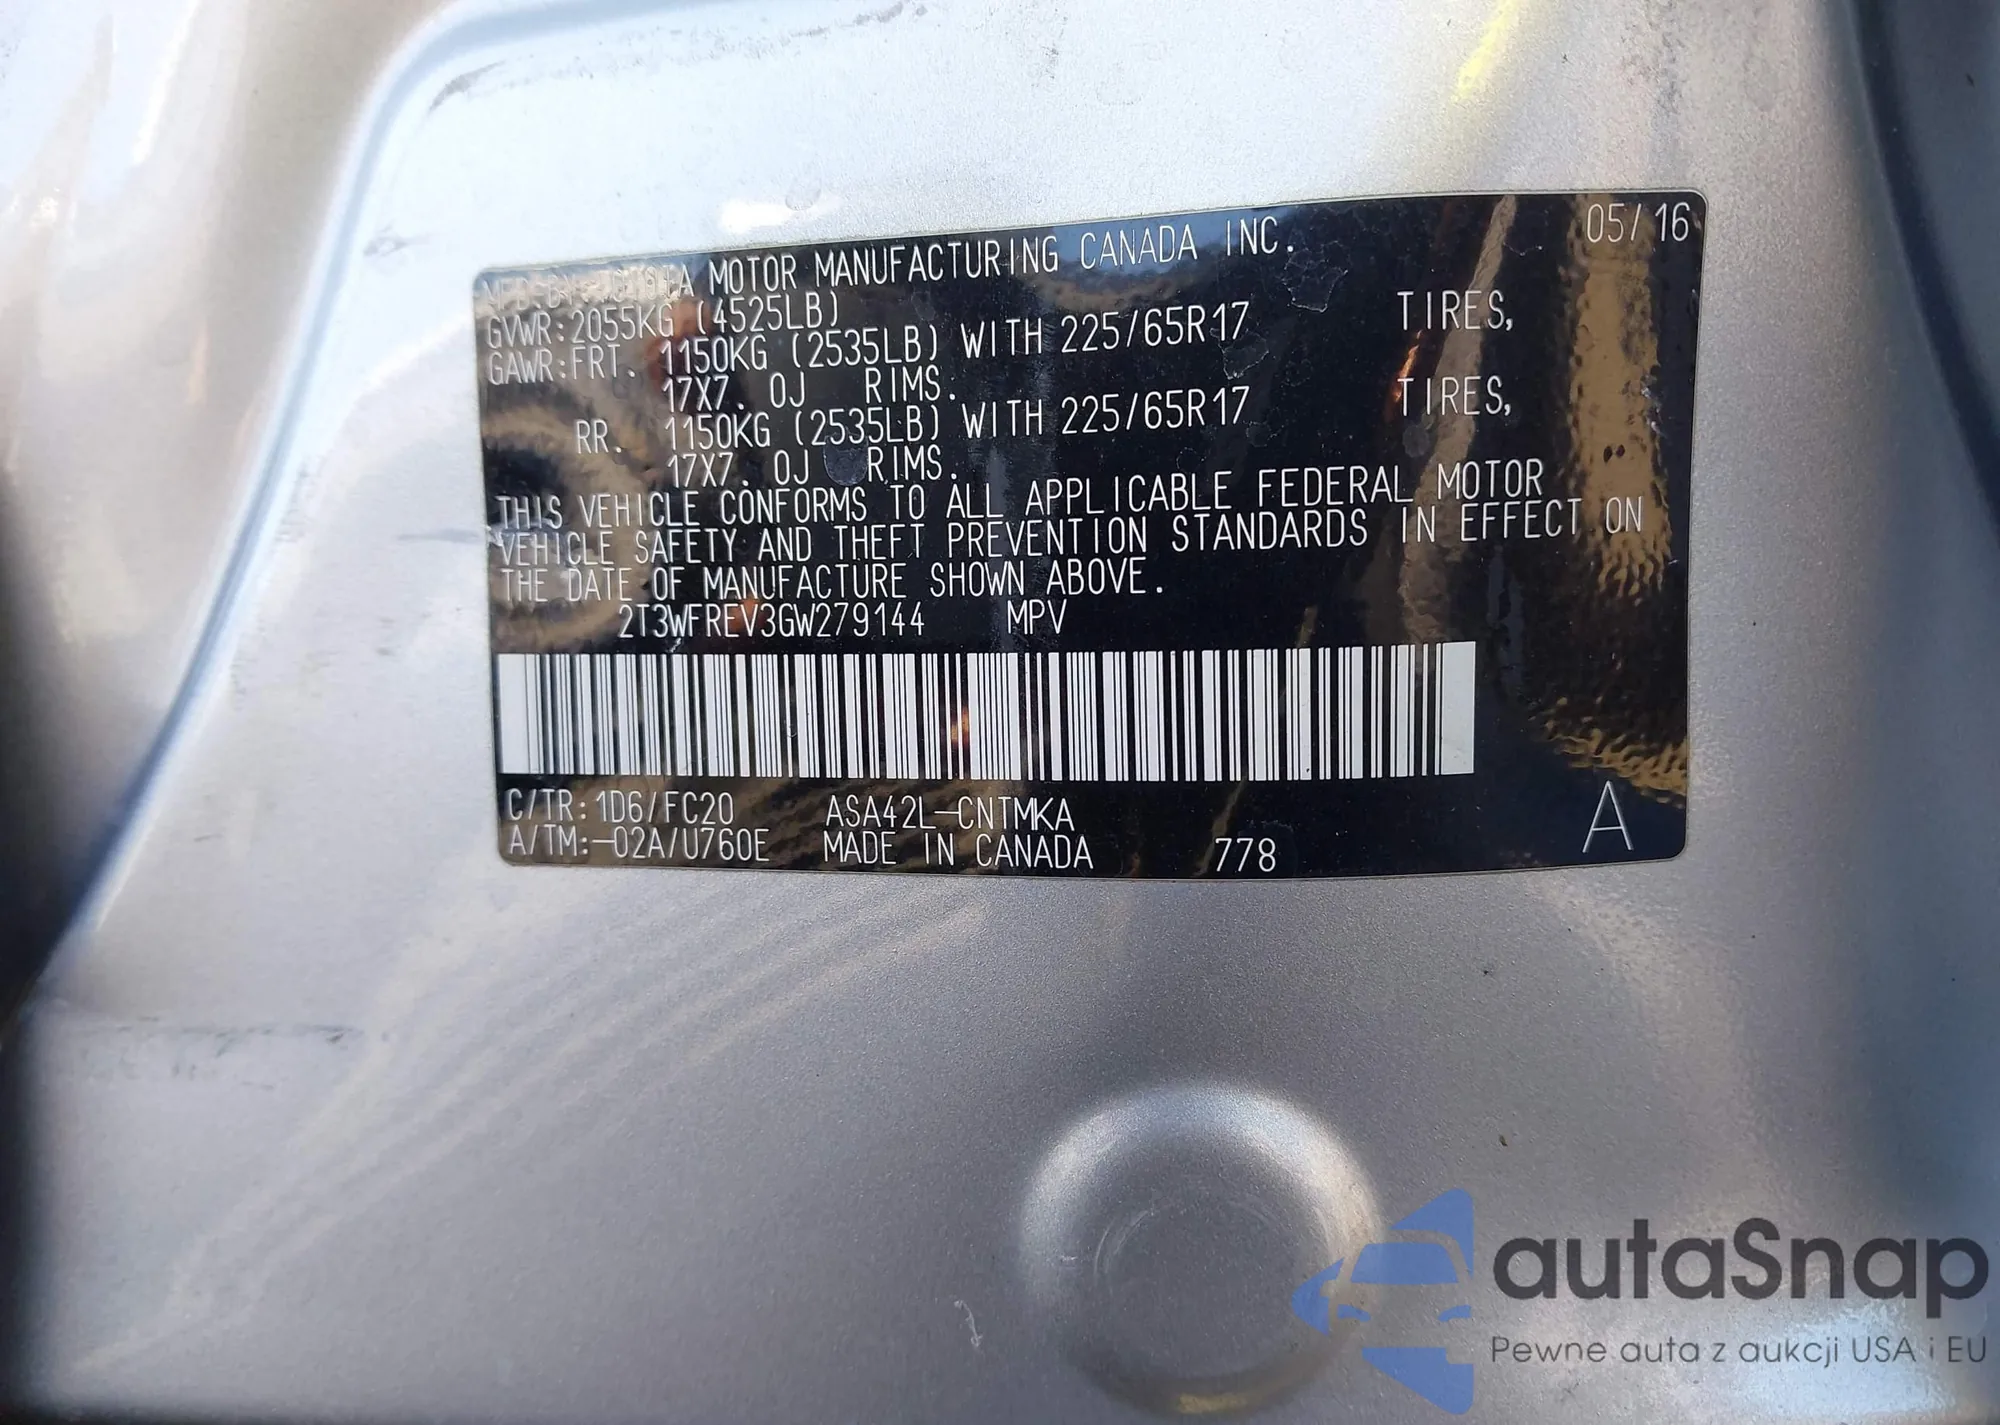 05/16
MFD.BY:TOYOTA MOTOR MANUFACTURING CANADA INC.
GVWR:2055KG (4525LB)
GAWR:FRT. 1150KG (2535LB) WITH 225/65R17 TIRES,
17X7.0J RIMS.
RR. 1150KG (2535LB) WITH 225/65R17 TIRES,
17X7.0J RIMS.
THIS VEHICLE CONFORMS TO ALL APPLICABLE FEDERAL MOTOR
VEHICLE SAFETY AND THEFT PREVENTION STANDARDS IN EFFECT ON
THE DATE OF MANUFACTURE SHOWN ABOVE.
2T3WFREV3GW279144 MPV
C/TR:1D6/FC20 ASA42L-CNTMKA
A/TM:-02A/U760E MADE IN CANADA 778 A
autaSnap
Pewne auta z aukcji USA i EU